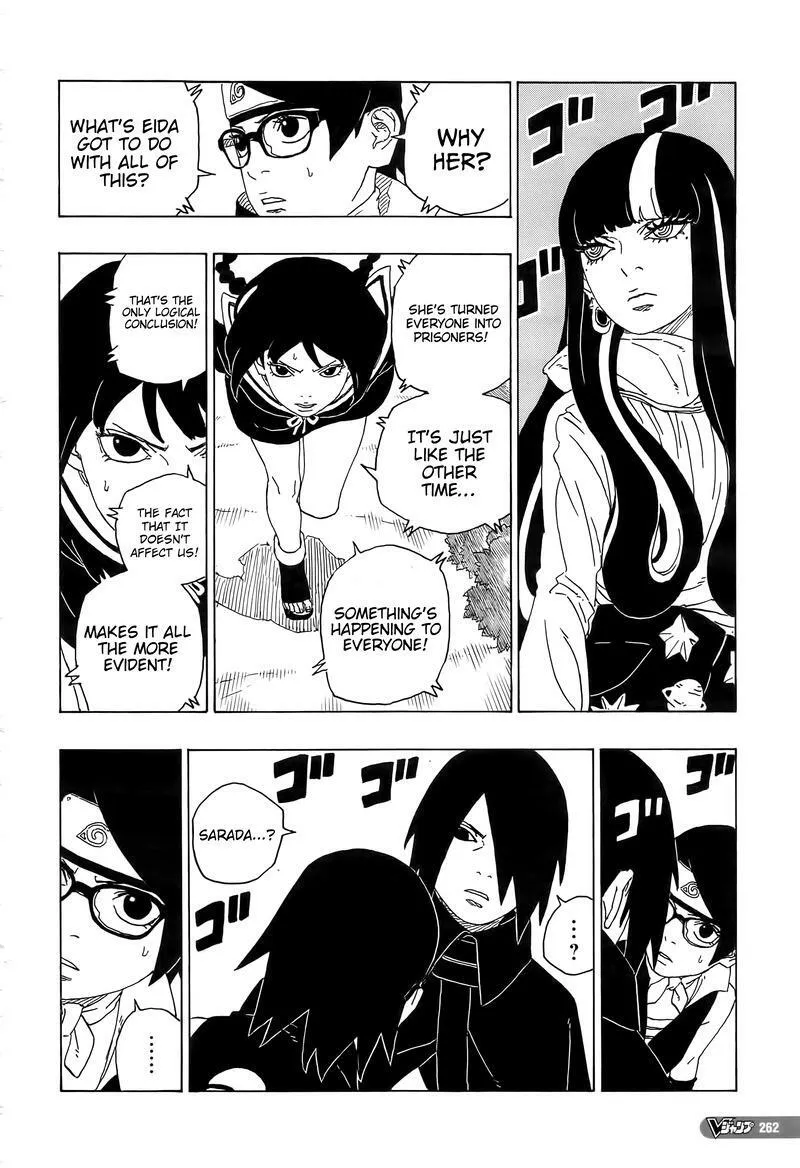 ゴ
ゴ
ゴ
ゴ
WHY
HER?
WHAT'S EIDA
GOT TO DO
WITH ALL OF
THIS?
SHE'S TURNED
EVERYONE INTO
PRISONERS!
IT'S JUST
LIKE THE
OTHER
TIME...
SOMETHING'S
HAPPENING TO
EVERYONE!
THAT'S THE
ONLY LOGICAL
CONCLUSION!
THE FACT
THAT IT
DOESN'T
AFFECT US!
MAKES IT ALL
THE MORE
EVIDENT!
ゴ
ゴ
ゴ
ゴ
ゴ
...?
SARADA...?
......
Vジャンプ 262